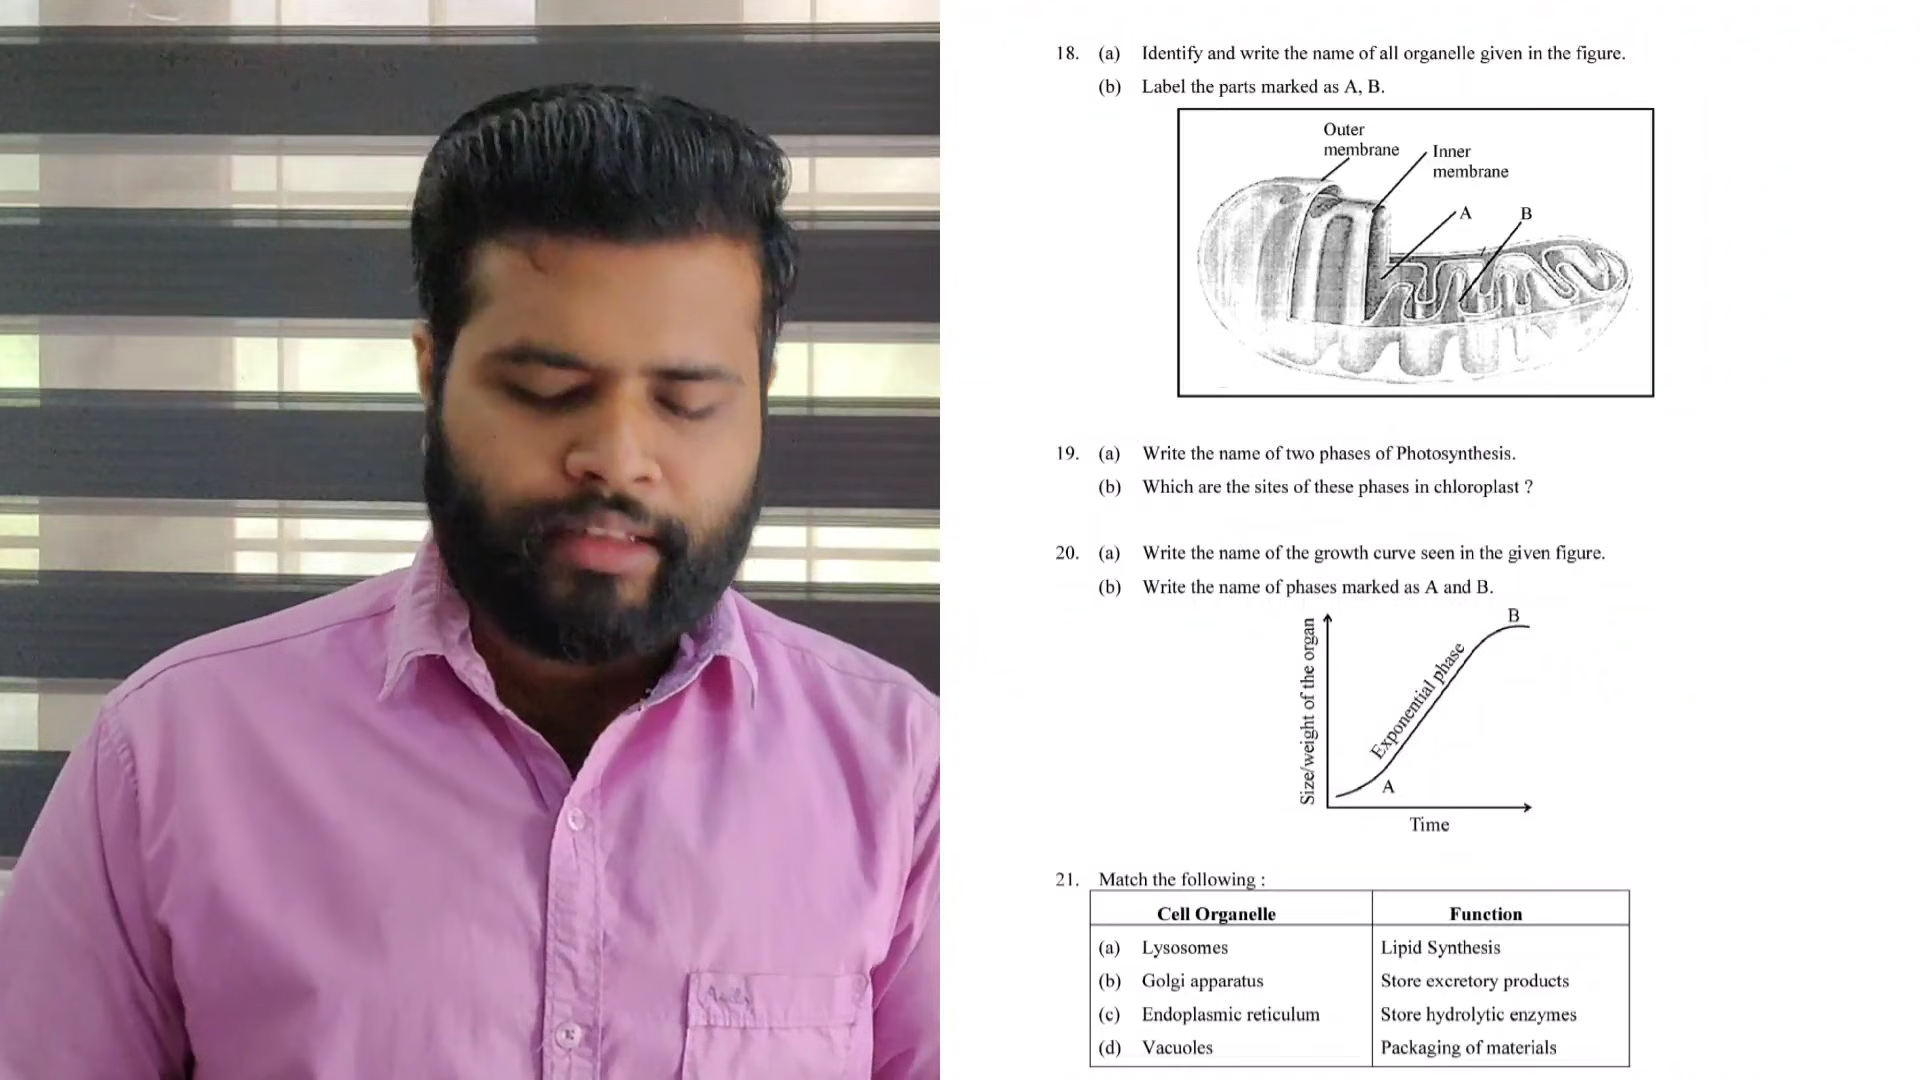 18. (a) Identify and write the name of all organelle given in the figure.
(b) Label the parts marked as A, B.
Outer
membrane
Inner
membrane
A B
19. (a) Write the name of two phases of Photosynthesis.
(b) Which are the sites of these phases in chloroplast ?
20. (a) Write the name of the growth curve seen in the given figure.
(b) Write the name of phases marked as A and B.
B
Size/weight of the organ
Exponential phase
A
Time
21. Match the following :
Cell Organelle Function
(a) Lysosomes Lipid Synthesis
(b) Golgi apparatus Store excretory products
(c) Endoplasmic reticulum Store hydrolytic enzymes
(d) Vacuoles Packaging of materials